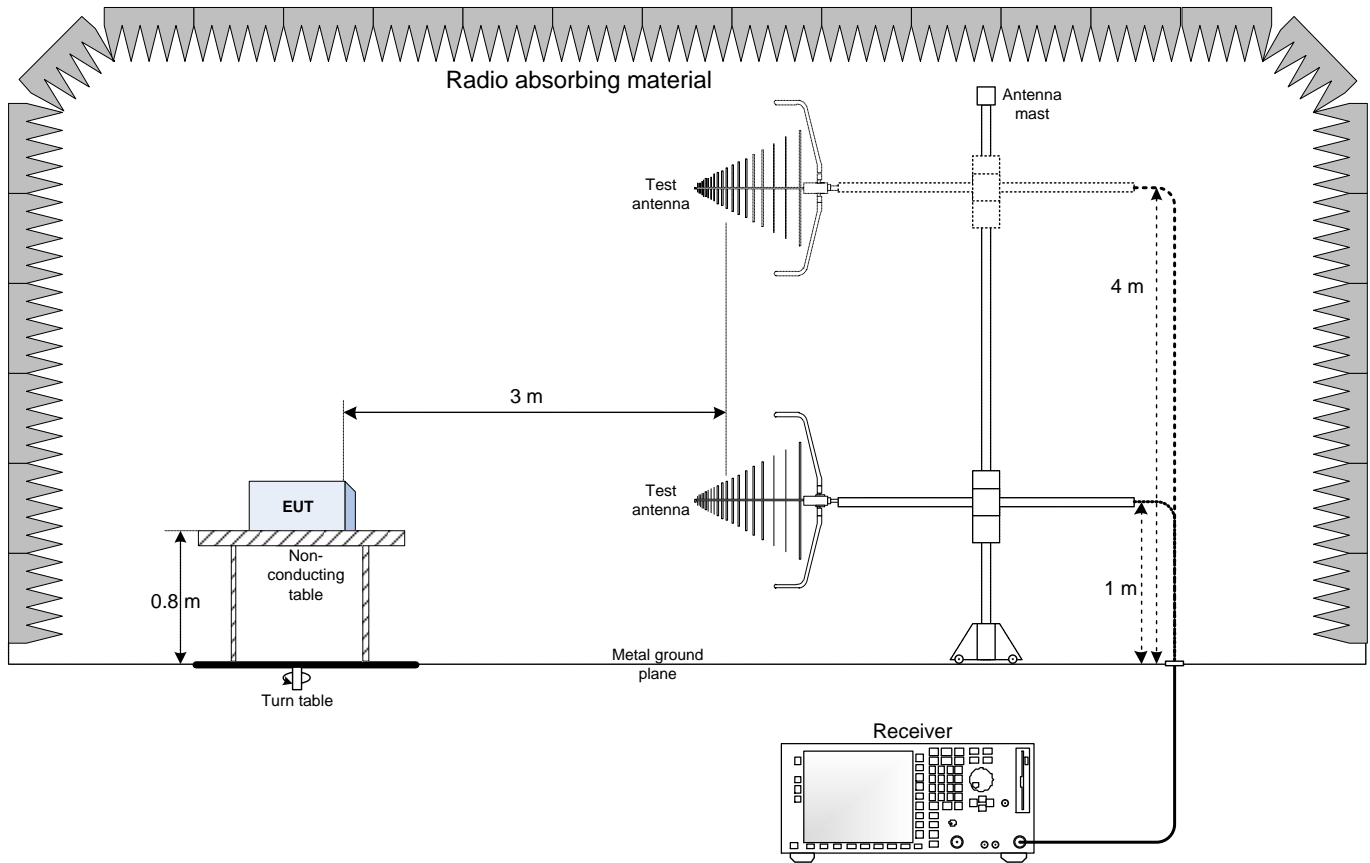 Radio absorbing material
Antenna
mast
Test
antenna
4 m
3 m
Test
antenna
EUT
Non-
conducting
table
0.8 m
1 m
Metal ground
plane
Turn table
Receiver